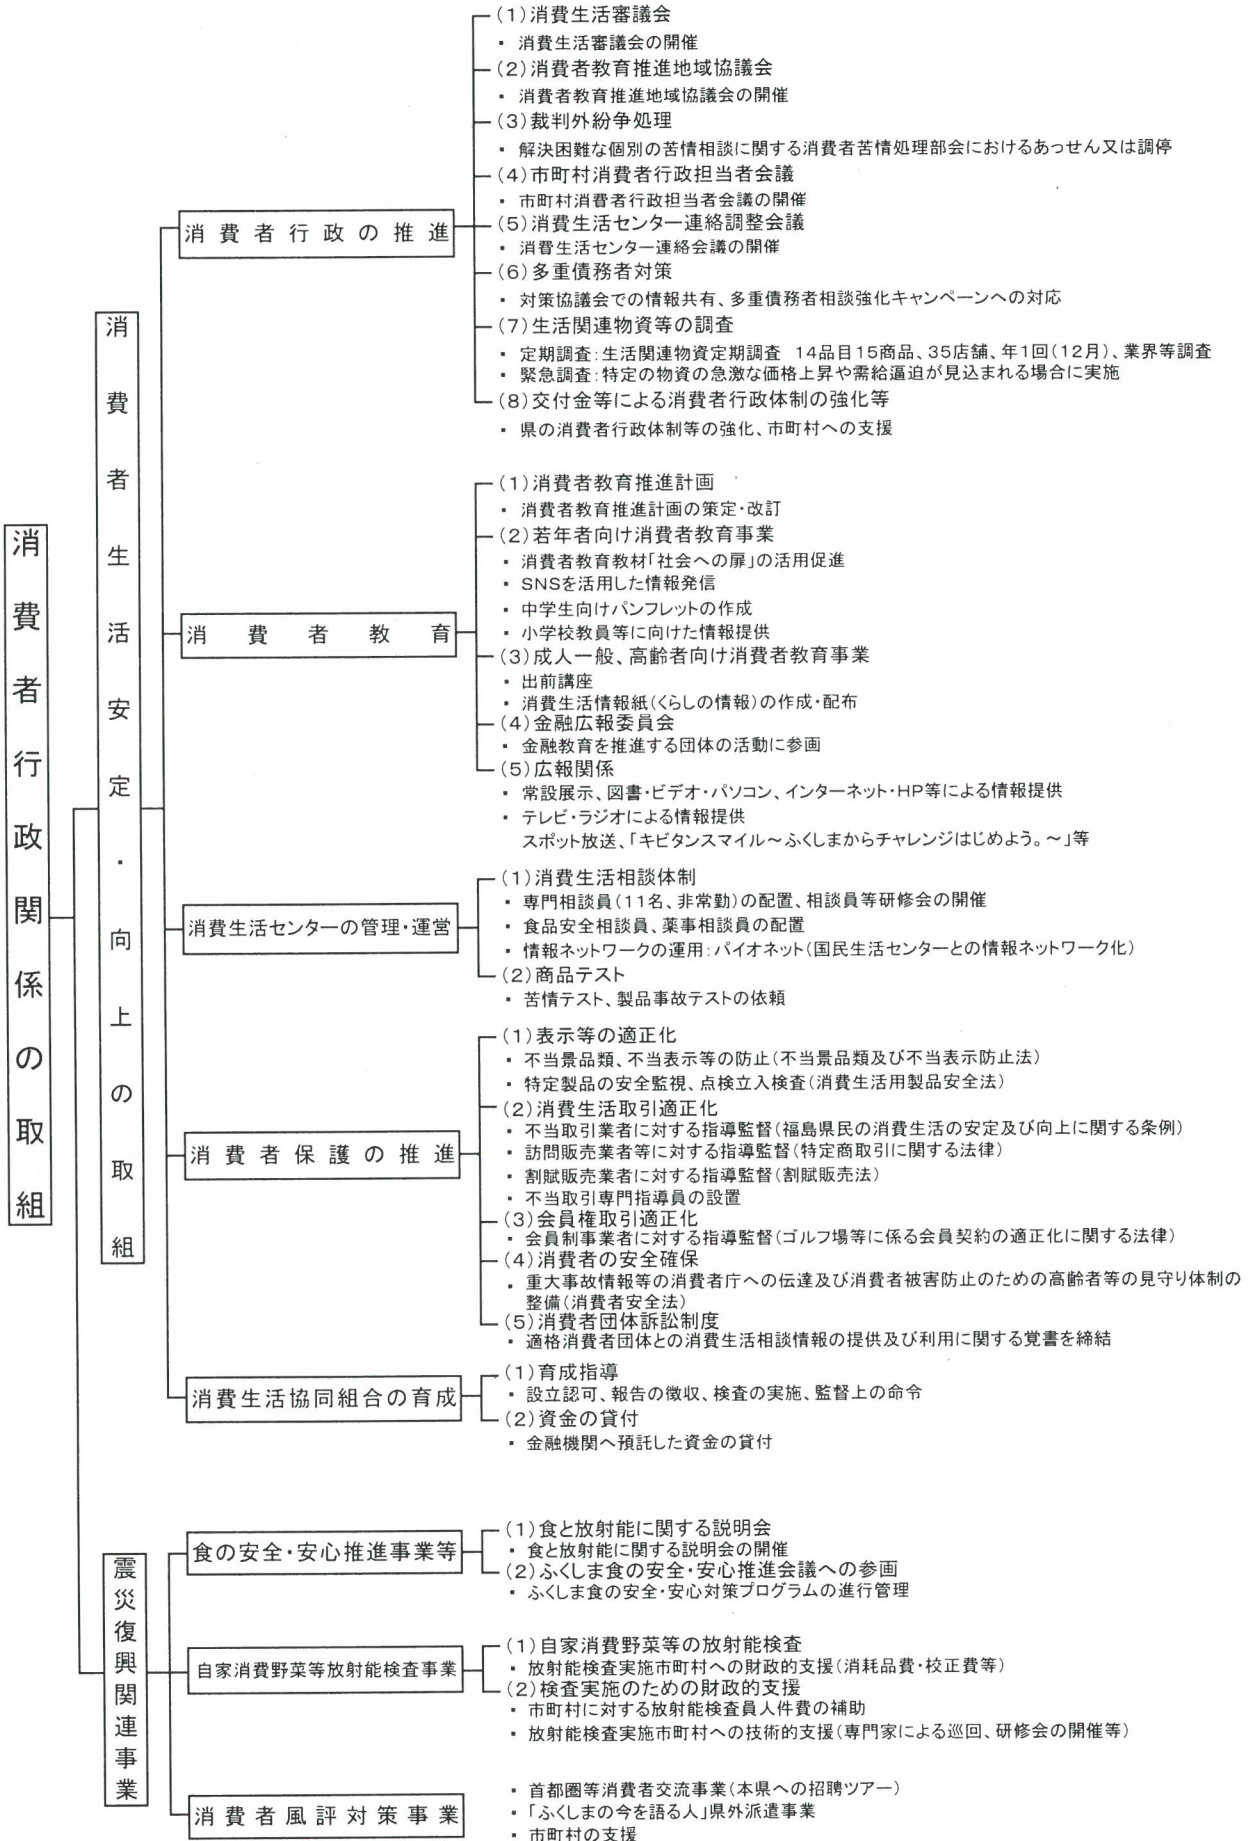 消費者行政関係の取組
消費者生活安定・向上の取組
消費者行政の推進
(1)消費生活審議会
・ 消費生活審議会の開催
(2)消費者教育推進地域協議会
・ 消費者教育推進地域協議会の開催
(3)裁判外紛争処理
・ 解決困難な個別の苦情相談に関する消費者苦情処理部会におけるあっせん又は調停
(4)市町村消費者行政担当者会議
・ 市町村消費者行政担当者会議の開催
(5)消費生活センター連絡調整会議
・ 消費生活センター連絡会議の開催
(6)多重債務者対策
・ 対策協議会での情報共有、多重債務者相談強化キャンペーンへの対応
(7)生活関連物資等の調査
・ 定期調査:生活関連物資定期調査 14品目15商品、35店舗、年1回(12月)、業界等調査
・ 緊急調査:特定の物資の急激な価格上昇や需給逼迫が見込まれる場合に実施
(8)交付金等による消費者行政体制の強化等
・ 県の消費者行政体制等の強化、市町村への支援
消費者教育
(1)消費者教育推進計画
・ 消費者教育推進計画の策定・改訂
(2)若年者向け消費者教育事業
・ 消費者教育教材「社会への扉」の活用促進
・ SNSを活用した情報発信
・ 中学生向けパンフレットの作成
・ 小学校教員等に向けた情報提供
(3)成人一般、高齢者向け消費者教育事業
・ 出前講座
・ 消費生活情報紙(くらしの情報)の作成・配布
(4)金融広報委員会
・ 金融教育を推進する団体の活動に参画
(5)広報関係
・ 常設展示、図書・ビデオ・パソコン、インターネット・HP等による情報提供
・ テレビ・ラジオによる情報提供
スポット放送、「キビタンスマイル~ふくしまからチャレンジはじめよう。~」等
消費生活センターの管理・運営
(1)消費生活相談体制
・ 専門相談員(11名、非常勤)の配置、相談員等研修会の開催
・ 食品安全相談員、薬事相談員の配置
・ 情報ネットワークの運用:パイオネット(国民生活センターとの情報ネットワーク化)
(2)商品テスト
・ 苦情テスト、製品事故テストの依頼
消費者保護の推進
(1)表示等の適正化
・ 不当景品類、不当表示等の防止(不当景品類及び不当表示防止法)
・ 特定製品の安全監視、点検立入検査(消費生活用製品安全法)
(2)消費生活取引適正化
・ 不当取引業者に対する指導監督(福島県民の消費生活の安定及び向上に関する条例)
・ 訪問販売業者等に対する指導監督(特定商取引に関する法律)
・ 割賦販売業者に対する指導監督(割賦販売法)
・ 不当取引専門指導員の設置
(3)会員権取引適正化
・ 会員制事業者に対する指導監督(ゴルフ場等に係る会員契約の適正化に関する法律)
(4)消費者の安全確保
・ 重大事故情報等の消費者庁への伝達及び消費者被害防止のための高齢者等の見守り体制の
整備(消費者安全法)
(5)消費者団体訴訟制度
・ 適格消費者団体との消費生活相談情報の提供及び利用に関する覚書を締結
消費生活協同組合の育成
(1)育成指導
・ 設立認可、報告の徴収、検査の実施、監督上の命令
(2)資金の貸付
・ 金融機関へ預託した資金の貸付
震災復興関連事業
食の安全・安心推進事業等
(1)食と放射能に関する説明会
・ 食と放射能に関する説明会の開催
(2)ふくしま食の安全・安心推進会議への参画
・ ふくしま食の安全・安心対策プログラムの進行管理
自家消費野菜等放射能検査事業
(1)自家消費野菜等の放射能検査
・ 放射能検査実施市町村への財政的支援(消耗品費・校正費等)
(2)検査実施のための財政的支援
・ 市町村に対する放射能検査員人件費の補助
・ 放射能検査実施市町村への技術的支援(専門家による巡回、研修会の開催等)
消費者風評対策事業
・ 首都圏等消費者交流事業(本県への招聘ツアー)
・ 「ふくしまの今を語る人」県外派遣事業
・ 市町村の支援